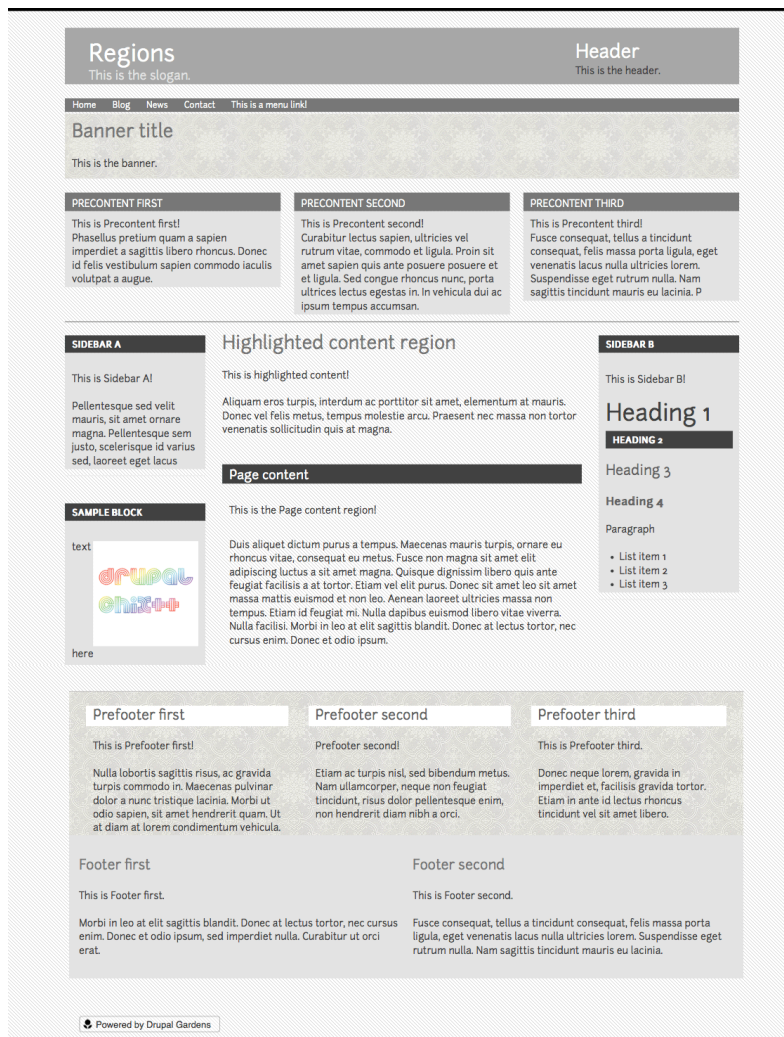 Regions
This is the slogan.
Header
This is the header.
Home Blog News Contact This is a menu link!
Banner title
This is the banner.
PRECONTENT FIRST
This is Precontent first!
Phasellus pretium quam a sapien
imperdiet a sagittis libero rhoncus. Donec
id felis vestibulum sapien commodo iaculis
volutpat a augue.
PRECONTENT SECOND
This is Precontent second!
Curabitur lectus sapien, ultricies vel
rutrum vitae, commodo et ligula. Proin sit
amet sapien quis ante posuere posuere et
et ligula. Sed congue rhoncus nunc, porta
ultrices lectus egestas in. In vehicula dui ac
ipsum tempus accumsan.
PRECONTENT THIRD
This is Precontent third!
Fusce consequat, tellus a tincidunt
consequat, felis massa porta ligula, eget
venenatis lacus nulla ultricies lorem.
Suspendisse eget rutrum nulla. Nam
sagittis tincidunt mauris eu lacinia. P
SIDEBAR A
This is Sidebar A!
Pellentesque sed velit
mauris, sit amet ornare
magna. Pellentesque sem
justo, scelerisque id varius
sed, laoreet eget lacus
SAMPLE BLOCK
text
drupal
chix++
here
Highlighted content region
This is highlighted content!
Aliquam eros turpis, interdum ac porttitor sit amet, elementum at mauris.
Donec vel felis metus, tempus molestie arcu. Praesent nec massa non tortor
venenatis sollicitudin quis at magna.
Page content
This is the Page content region!
Duis aliquet dictum purus a tempus. Maecenas mauris turpis, ornare eu
rhoncus vitae, consequat eu metus. Fusce non magna sit amet elit
adipiscing luctus a sit amet magna. Quisque dignissim libero quis ante
feugiat facilisis a at tortor. Etiam vel elit purus. Donec sit amet leo sit amet
massa mattis euismod et non leo. Aenean laoreet ultricies massa non
tempus. Etiam id feugiat mi. Nulla dapibus euismod libero vitae viverra.
Nulla facilisi. Morbi in leo at elit sagittis blandit. Donec at lectus tortor, nec
cursus enim. Donec et odio ipsum.
SIDEBAR B
This is Sidebar B!
Heading 1
HEADING 2
Heading 3
Heading 4
Paragraph
• List item 1
• List item 2
• List item 3
Prefooter first
This is Prefooter first!
Nulla lobortis sagittis risus, ac gravida
turpis commodo in. Maecenas pulvinar
dolor a nunc tristique lacinia. Morbi ut
odio sapien, sit amet hendrerit quam. Ut
at diam at lorem condimentum vehicula.
Prefooter second
Prefooter second!
Etiam ac turpis nisl, sed bibendum metus.
Nam ullamcorper, neque non feugiat
tincidunt, risus dolor pellentesque enim,
non hendrerit diam nibh a orci.
Prefooter third
This is Prefooter third.
Donec neque lorem, gravida in
imperdiet et, facilisis gravida tortor.
Etiam in ante id lectus rhoncus
tincidunt vel sit amet libero.
Footer first
This is Footer first.
Morbi in leo at elit sagittis blandit. Donec at lectus tortor, nec cursus
enim. Donec et odio ipsum, sed imperdiet nulla. Curabitur ut orci
erat.
Footer second
This is Footer second.
Fusce consequat, tellus a tincidunt consequat, felis massa porta
ligula, eget venenatis lacus nulla ultricies lorem. Suspendisse eget
rutrum nulla. Nam sagittis tincidunt mauris eu lacinia.
Powered by Drupal Gardens